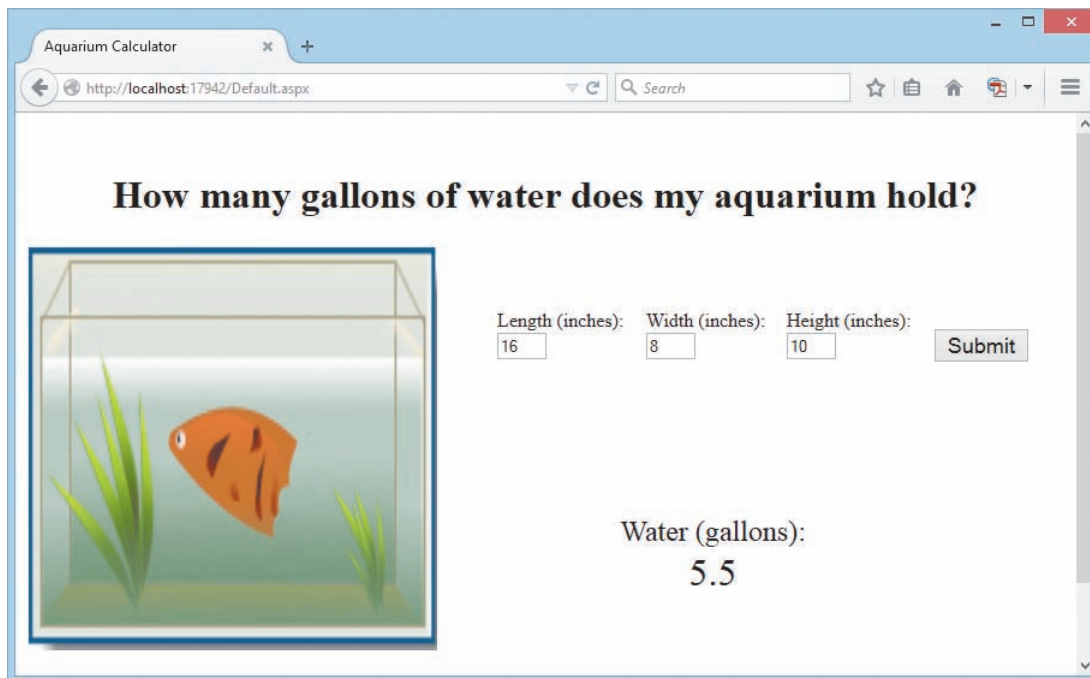 Aquarium Calculator
http://localhost:17942/Default.aspx
Search
How many gallons of water does my aquarium hold?
Length (inches): Width (inches): Height (inches):
16 8 10 Submit
Water (gallons):
5.5